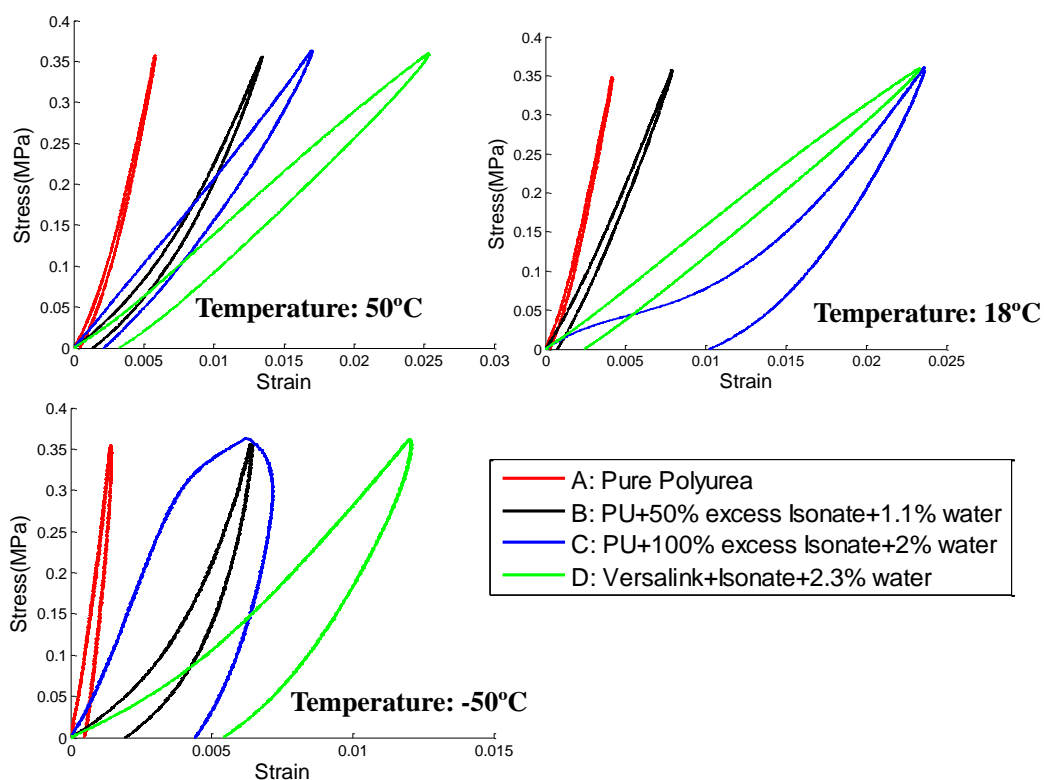 0.4
0.35
0.3
0.25
0.2
0.15
0.1
0.05
0
Stress(MPa)
0 0.005 0.01 0.015 0.02 0.025 0.03
Strain
Temperature: 50ºC
0.4
0.35
0.3
0.25
0.2
0.15
0.1
0.05
0
Stress(MPa)
0 0.005 0.01 0.015 0.02 0.025
Strain
Temperature: 18ºC
0.4
0.35
0.3
0.25
0.2
0.15
0.1
0.05
0
Stress(MPa)
0 0.005 0.01 0.015
Strain
Temperature: -50ºC
A: Pure Polyurea
B: PU+50% excess Isonate+1.1% water
C: PU+100% excess Isonate+2% water
D: Versalink+Isonate+2.3% water